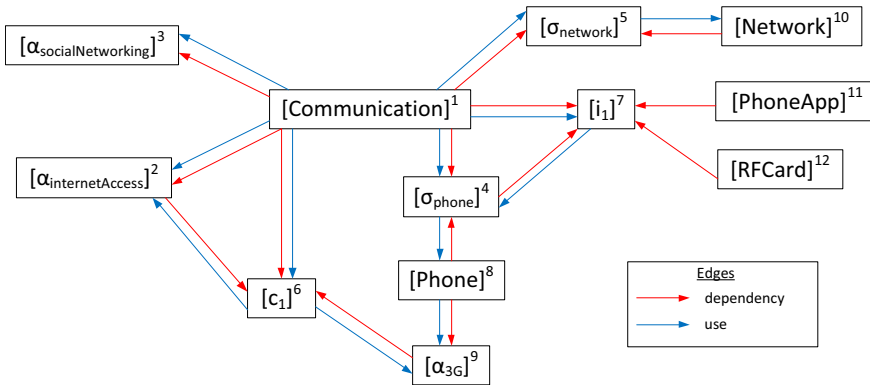 [σnetwork]5
[Network]10
[αsocialNetworking]3
[Communication]1
[i1]7
[PhoneApp]11
[αinternetAccess]2
[σphone]4
[RFCard]12
[c1]6
[Phone]8
[α3G]9
Edges
dependency
use